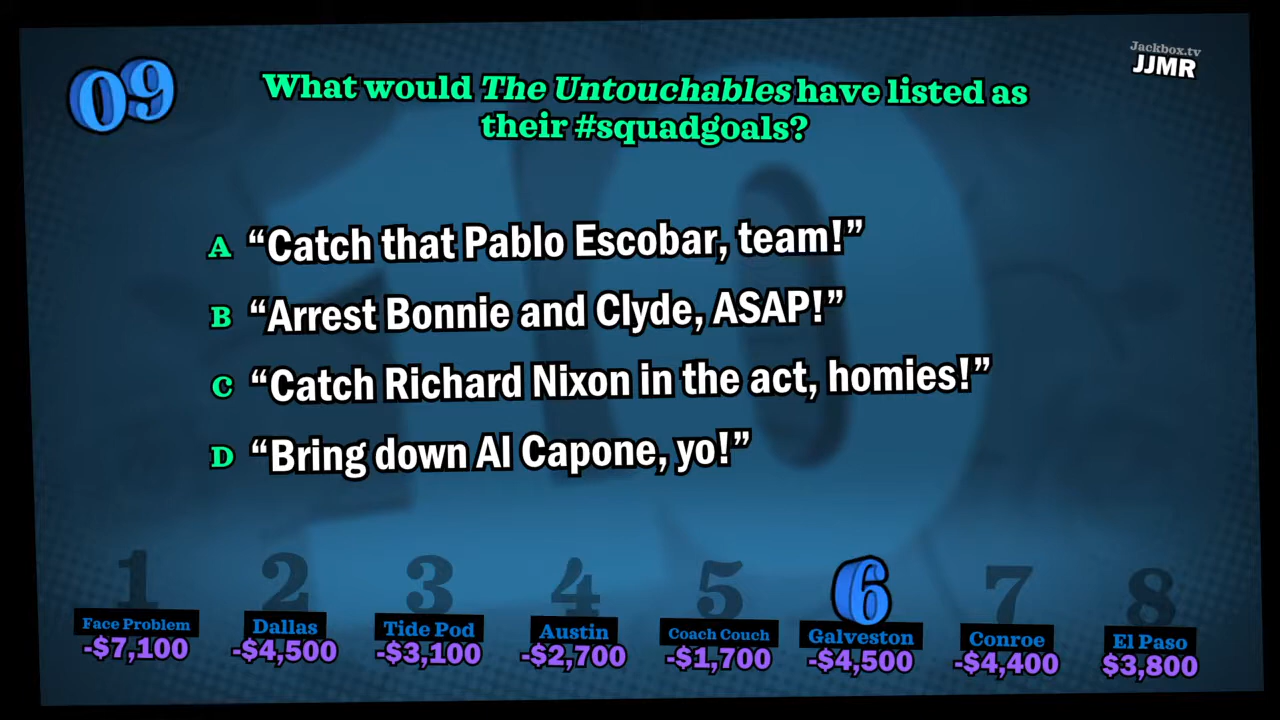 09
Jackbox.tv
JJMR
What would The Untouchables have listed as
their #squadgoals?
A “Catch that Pablo Escobar, team!”
B “Arrest Bonnie and Clyde, ASAP!”
C “Catch Richard Nixon in the act, homies!”
D “Bring down Al Capone, yo!”
10
1 2 3 4 5 6 7 8
Face Problem Dallas Tide Pod Austin Coach Couch Galveston Conroe El Paso
-$7,100 -$4,500 -$3,100 -$2,700 -$1,700 -$4,500 -$4,400 $3,800